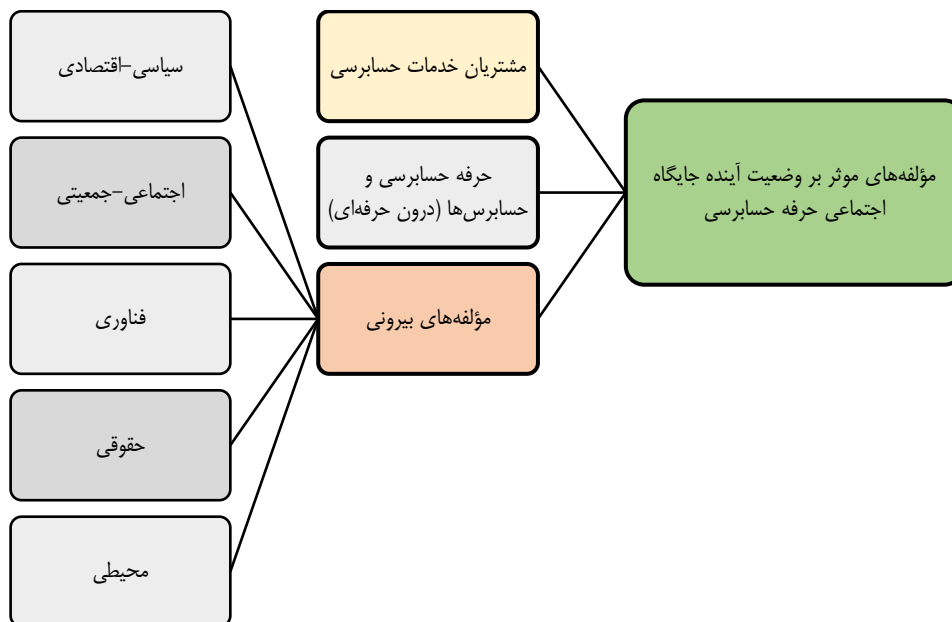 مؤلفه‌های موثر بر وضعیت آینده جایگاه
اجتماعی حرفه حسابرسی
مشتریان خدمات حسابرسی
حرفه حسابرسی و
حسابرس‌ها (درون حرفه‌ای)
مؤلفه‌های بیرونی
سیاسی-اقتصادی
اجتماعی-جمعیتی
فناوری
حقوقی
محیطی